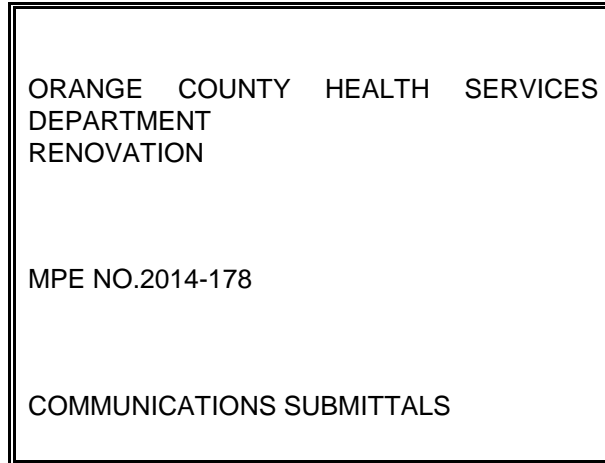 ORANGE COUNTY HEALTH SERVICES
DEPARTMENT
RENOVATION
MPE NO.2014-178
COMMUNICATIONS SUBMITTALS